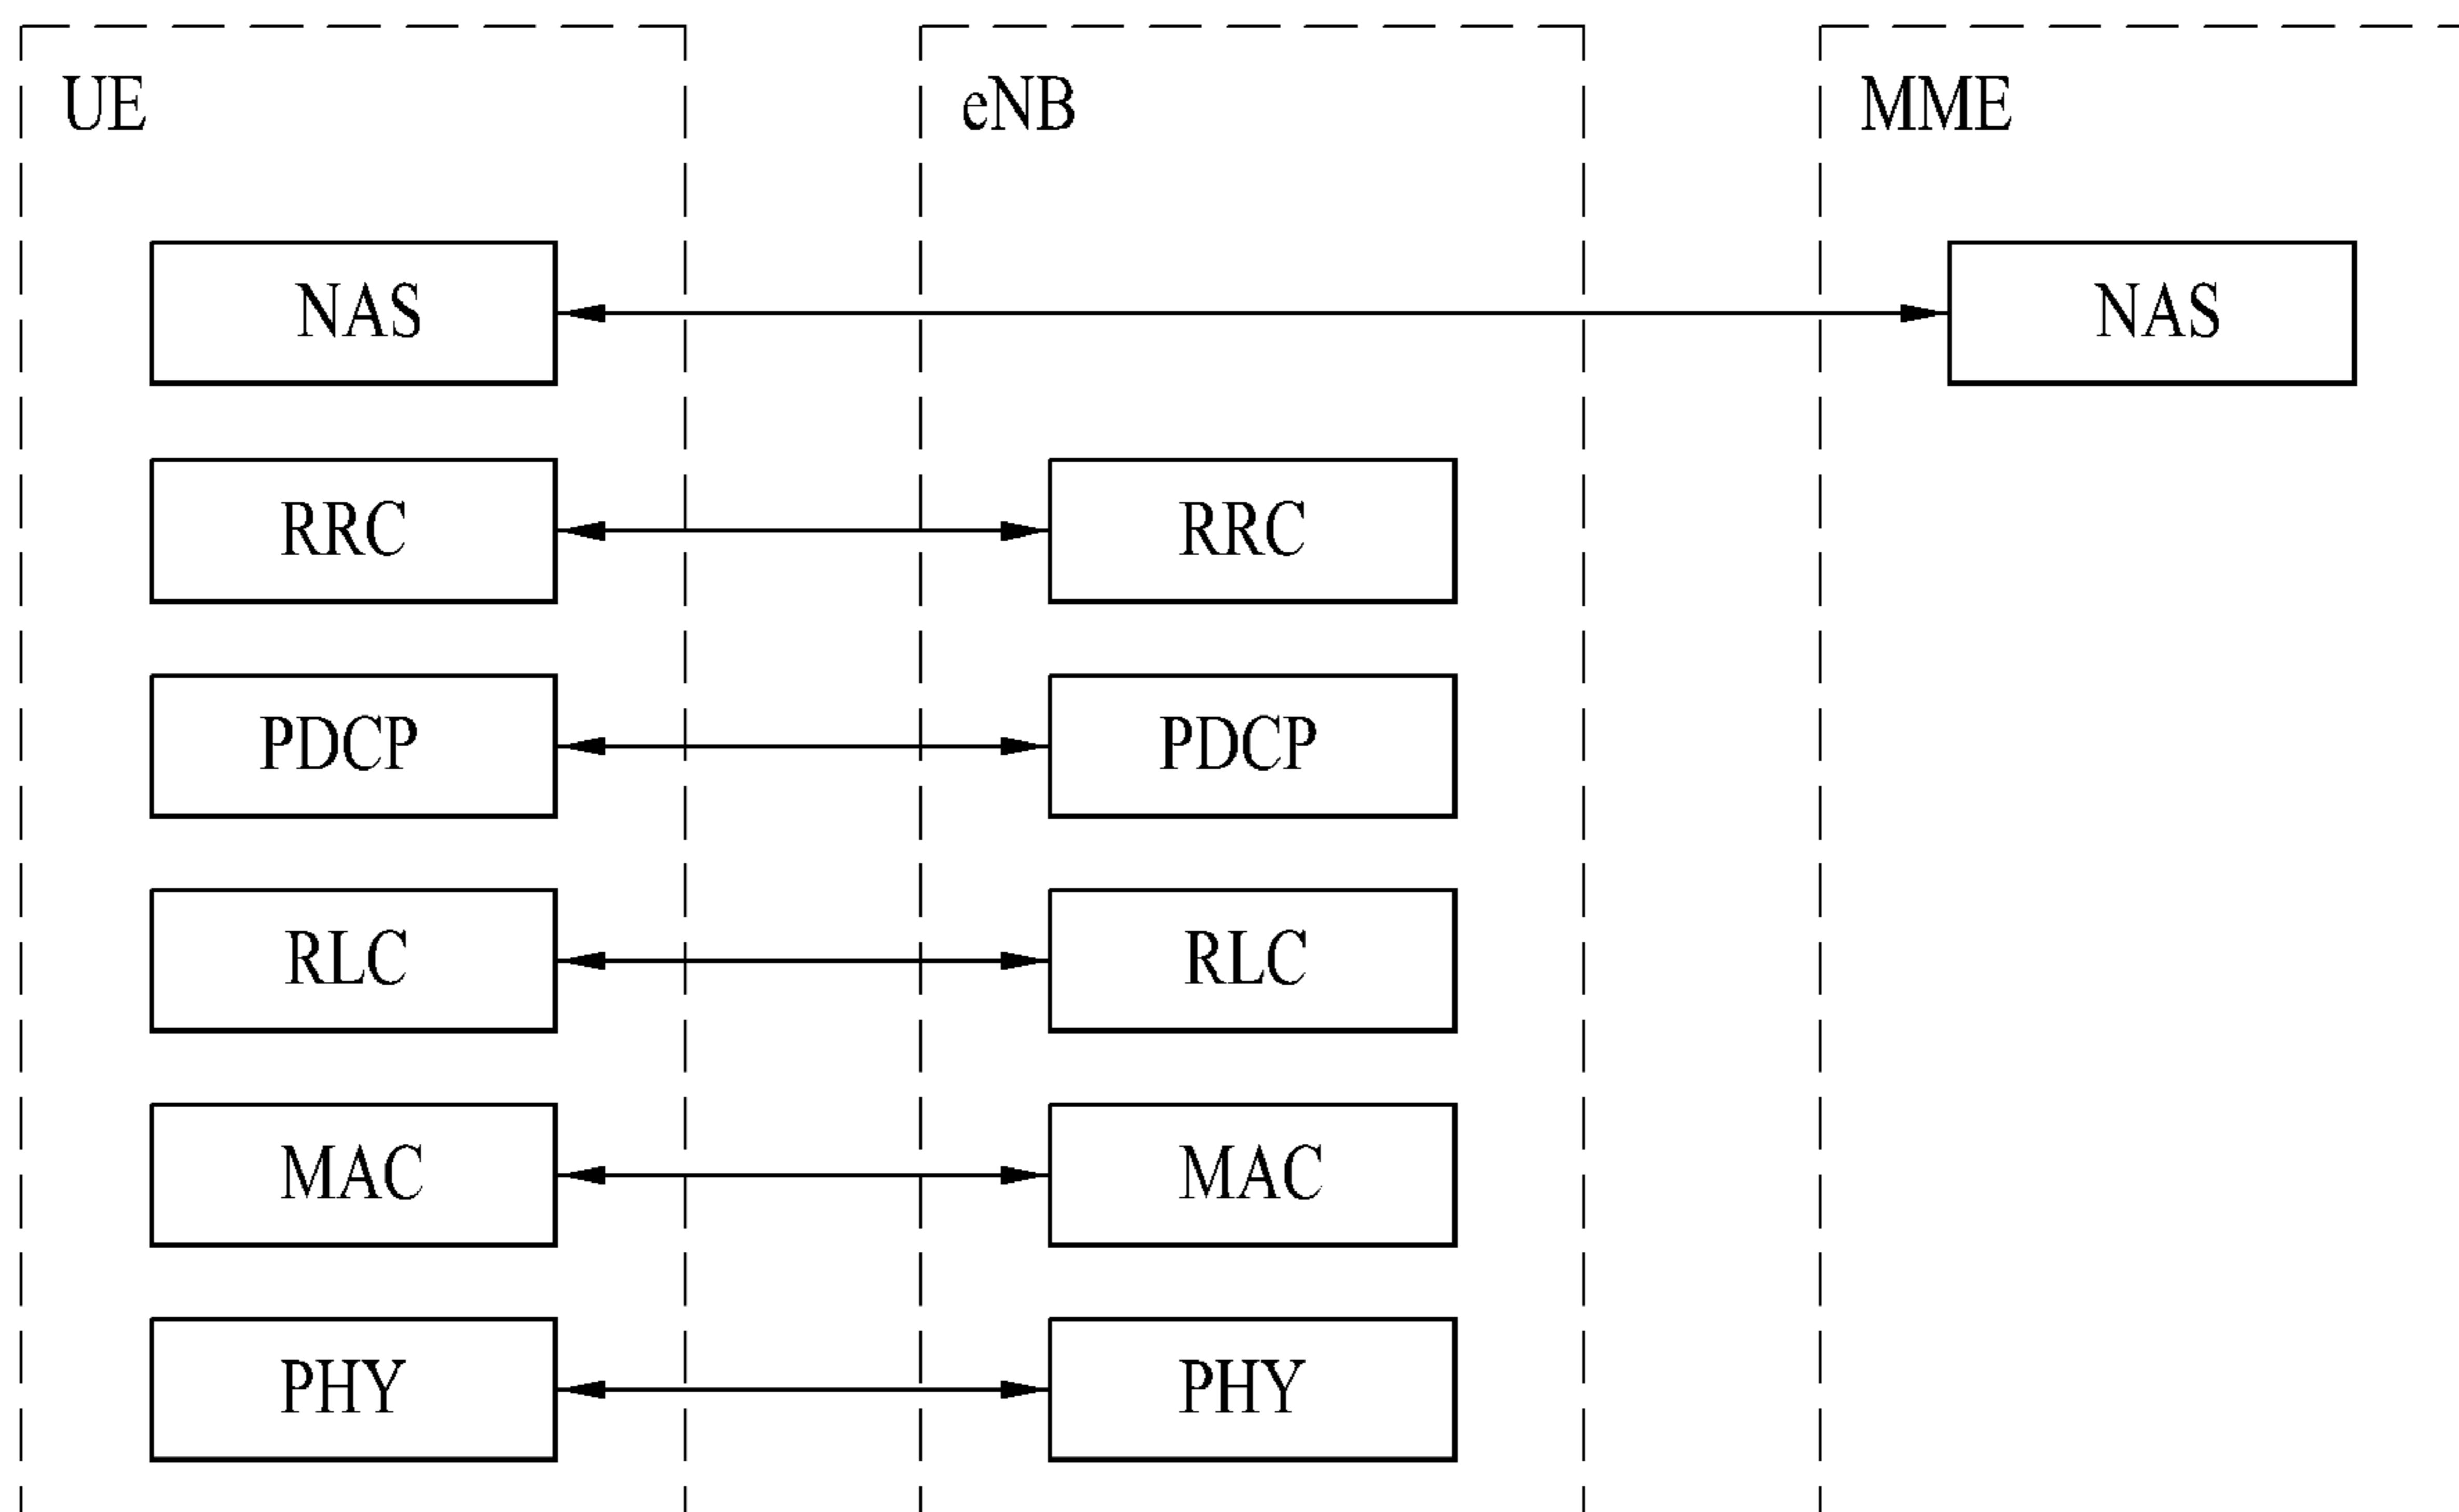 UE eNB MME
NAS NAS
RRC RRC
PDCP PDCP
RLC RLC
MAC MAC
PHY PHY